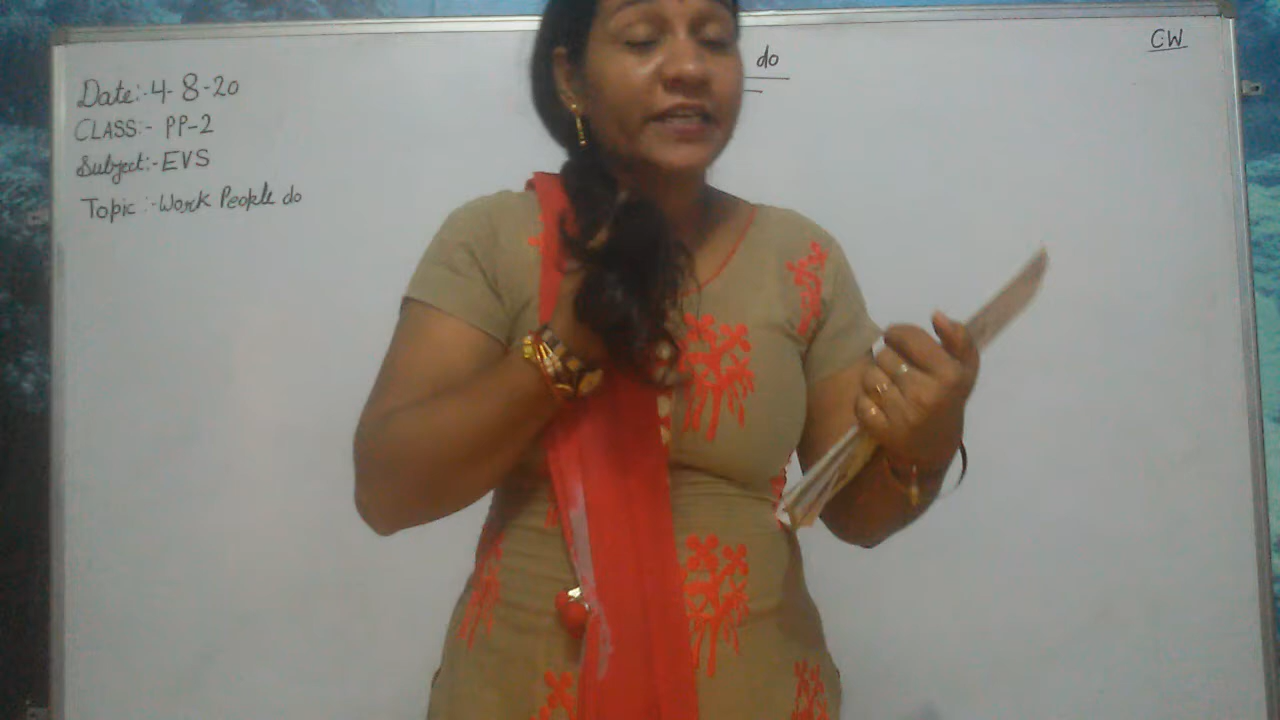 CW
do
Date:-4-8-20
CLASS:- PP-2
Subject:-EVS
Topic:-Work People do